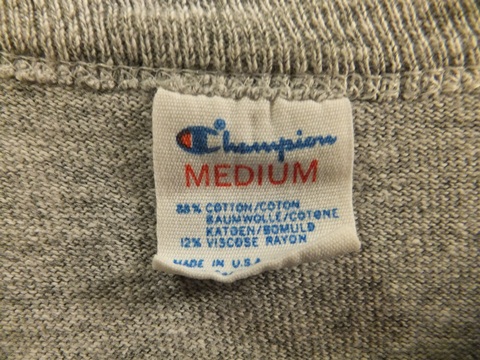 Champion®
MEDIUM
88% COTTON/COTON
BAUMWOLLE/COTONE
KATOEN/BOMULD
12% VISCOSE RAYON
MADE IN U.S.A